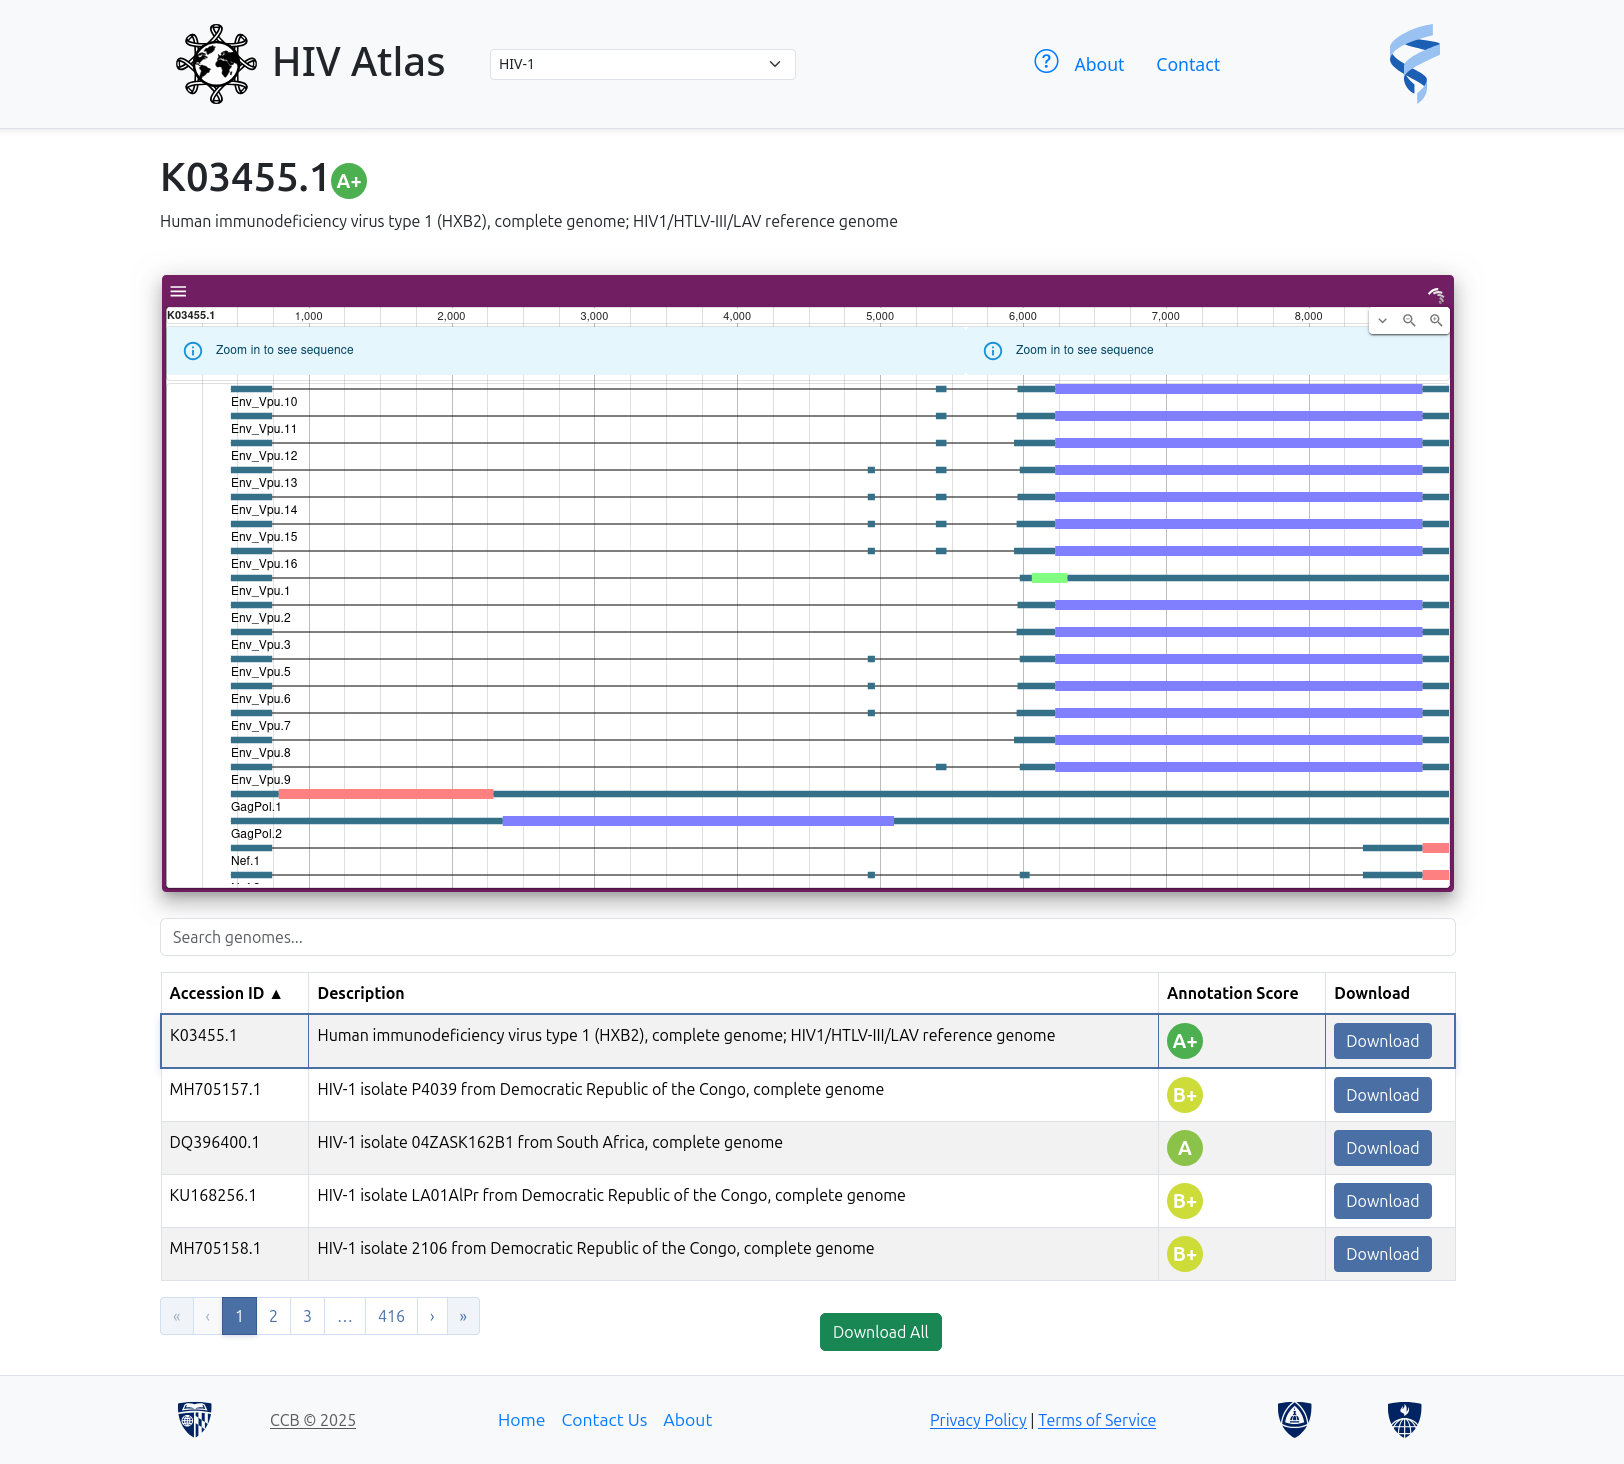 HIV Atlas
HIV-1
? About Contact
K03455.1 A+
Human immunodeficiency virus type 1 (HXB2), complete genome; HIV1/HTLV-III/LAV reference genome
K03455.1 1,000 2,000 3,000 4,000 5,000 6,000 7,000 8,000
Zoom in to see sequence Zoom in to see sequence
Env_Vpu.10
Env_Vpu.11
Env_Vpu.12
Env_Vpu.13
Env_Vpu.14
Env_Vpu.15
Env_Vpu.16
Env_Vpu.1
Env_Vpu.2
Env_Vpu.3
Env_Vpu.5
Env_Vpu.6
Env_Vpu.7
Env_Vpu.8
Env_Vpu.9
GagPol.1
GagPol.2
Nef.1
Search genomes...
Accession ID ▲ Description Annotation Score Download
K03455.1 Human immunodeficiency virus type 1 (HXB2), complete genome; HIV1/HTLV-III/LAV reference genome A+ Download
MH705157.1 HIV-1 isolate P4039 from Democratic Republic of the Congo, complete genome B+ Download
DQ396400.1 HIV-1 isolate 04ZASK162B1 from South Africa, complete genome A Download
KU168256.1 HIV-1 isolate LA01AlPr from Democratic Republic of the Congo, complete genome B+ Download
MH705158.1 HIV-1 isolate 2106 from Democratic Republic of the Congo, complete genome B+ Download
« ‹ 1 2 3 … 416 › »
Download All
CCB © 2025 Home Contact Us About Privacy Policy | Terms of Service